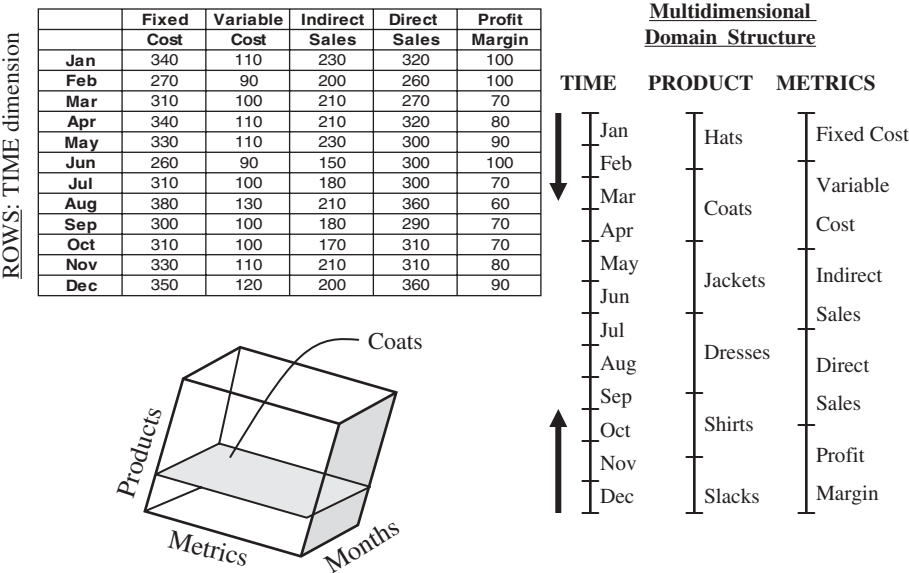 ROWS: TIME dimension
Fixed Variable Indirect Direct Profit
Cost Cost Sales Sales Margin
Jan 340 110 230 320 100
Feb 270 90 200 260 100
Mar 310 100 210 270 70
Apr 340 110 210 320 80
May 330 110 230 300 90
Jun 260 90 150 300 100
Jul 310 100 180 300 70
Aug 380 130 210 360 60
Sep 300 100 180 290 70
Oct 310 100 170 310 70
Nov 330 110 210 310 80
Dec 350 120 200 360 90
Coats
Products
Metrics
Months
Multidimensional
Domain Structure
TIME PRODUCT METRICS
Jan
Feb
Mar
Apr
May
Jun
Jul
Aug
Sep
Oct
Nov
Dec
Hats
Coats
Jackets
Dresses
Shirts
Slacks
Fixed Cost
Variable
Cost
Indirect
Sales
Direct
Sales
Profit
Margin